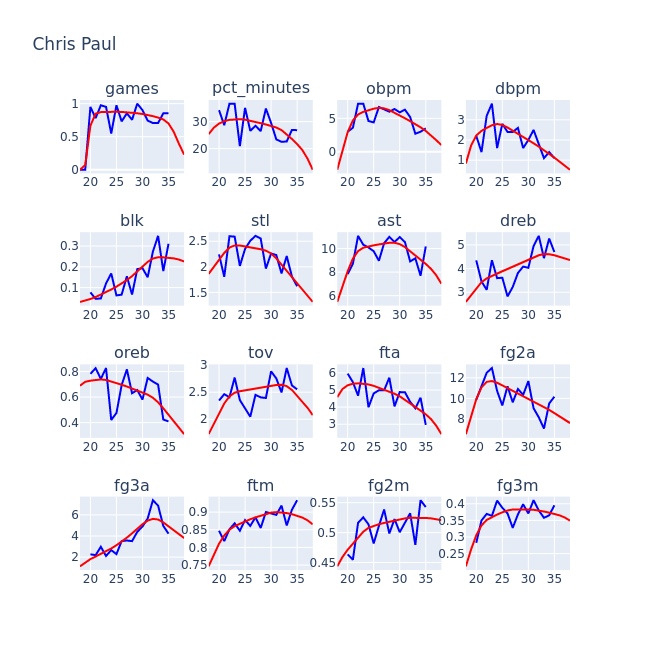 Chris Paul
games pct_minutes obpm dbpm
1
0.5
0
20 25 30 35
30
20
20 25 30 35
5
0
20 25 30 35
3
2
1
20 25 30 35
blk stl ast dreb
0.3
0.2
0.1
20 25 30 35
2.5
2
1.5
20 25 30 35
10
8
6
20 25 30 35
5
4
3
20 25 30 35
oreb tov fta fg2a
0.8
0.6
0.4
20 25 30 35
3
2.5
2
20 25 30 35
6
5
4
3
20 25 30 35
12
10
8
20 25 30 35
fg3a ftm fg2m fg3m
6
4
2
20 25 30 35
0.9
0.85
0.8
0.75
20 25 30 35
0.55
0.5
0.45
20 25 30 35
0.4
0.35
0.3
0.25
20 25 30 35